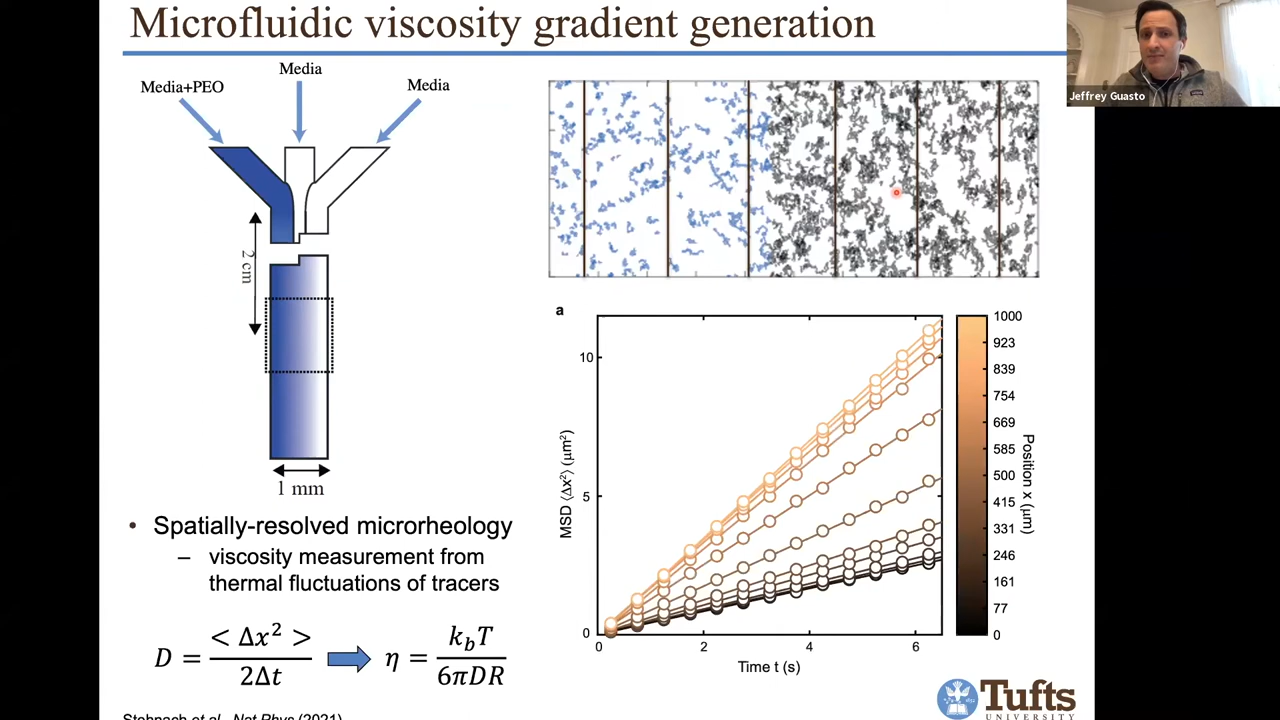 Microfluidic viscosity gradient generation
Jeffrey Guasto
Media+PEO
Media
Media
2 cm
1 mm
• Spatially-resolved microrheology
– viscosity measurement from
thermal fluctuations of tracers
D = < Δx² > / 2Δt
η = k_bT / 6πDR
a
MSD ⟨Δx²⟩ (μm²)
10
5
0
0 2 4 6
Time t (s)
1000
923
839
754
669
585
500
415
331
246
161
77
0
Position x (μm)
Tufts
UNIVERSITY
Stehnach et al., Nat Phys (2021)